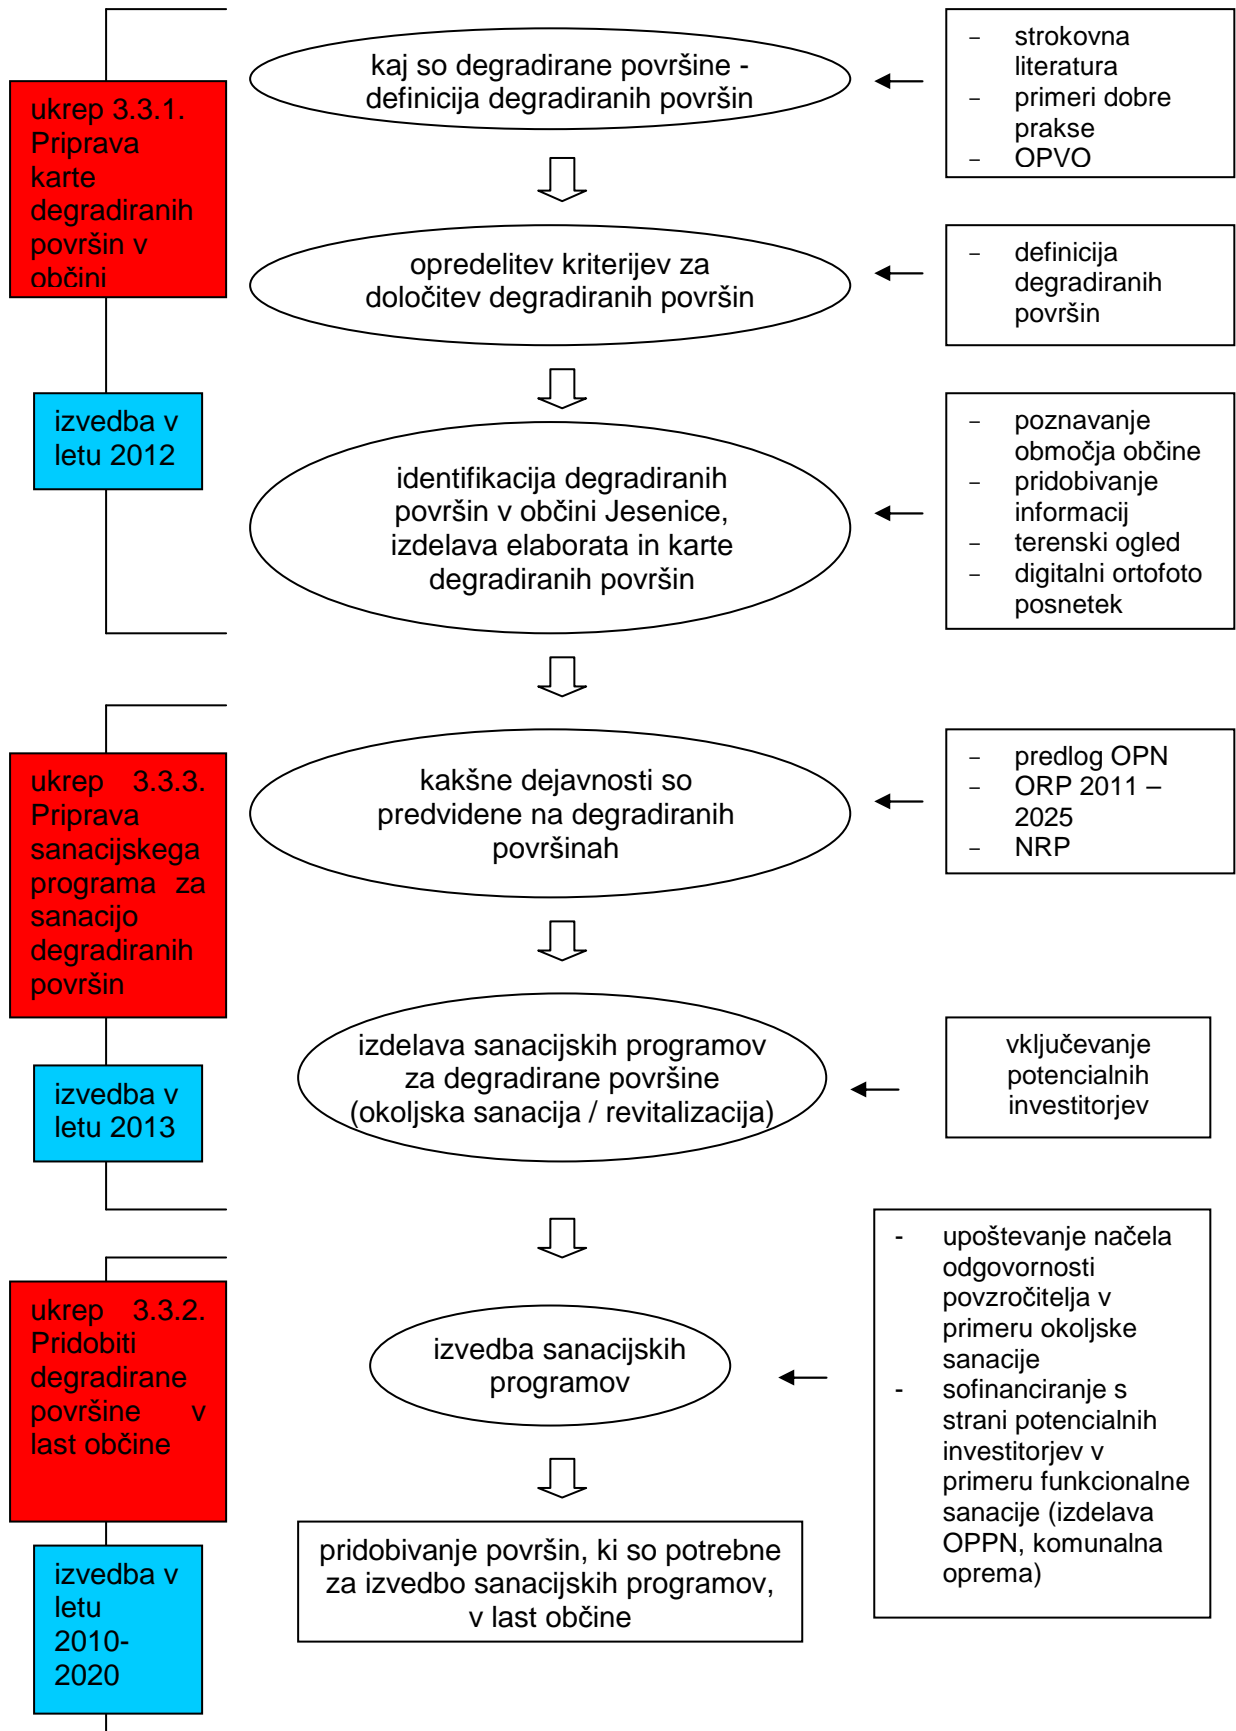 kaj so degradirane površine -
definicija degradiranih površin
- strokovna
literatura
- primeri dobre
prakse
- OPVO
ukrep 3.3.1.
Priprava
karte
degradiranih
površin v
občini
opredelitev kriterijev za
določitev degradiranih površin
- definicija
degradiranih
površin
izvedba v
letu 2012
identifikacija degradiranih
površin v občini Jesenice,
izdelava elaborata in karte
degradiranih površin
- poznavanje
območja občine
- pridobivanje
informacij
- terenski ogled
- digitalni ortofoto
posnetek
ukrep 3.3.3.
Priprava
sanacijskega
programa za
sanacijo
degradiranih
površin
kakšne dejavnosti so
predvidene na degradiranih
površinah
- predlog OPN
- ORP 2011 –
2025
- NRP
izvedba v
letu 2013
izdelava sanacijskih programov
za degradirane površine
(okoljska sanacija / revitalizacija)
vključevanje
potencialnih
investitorjev
ukrep 3.3.2.
Pridobiti
degradirane
površine v
last občine
izvedba sanacijskih
programov
- upoštevanje načela
odgovornosti
povzročitelja v
primeru okoljske
sanacije
- sofinanciranje s
strani potencialnih
investitorjev v
primeru funkcionalne
sanacije (izdelava
OPPN, komunalna
oprema)
izvedba v
letu
2010-
2020
pridobivanje površin, ki so potrebne
za izvedbo sanacijskih programov,
v last občine